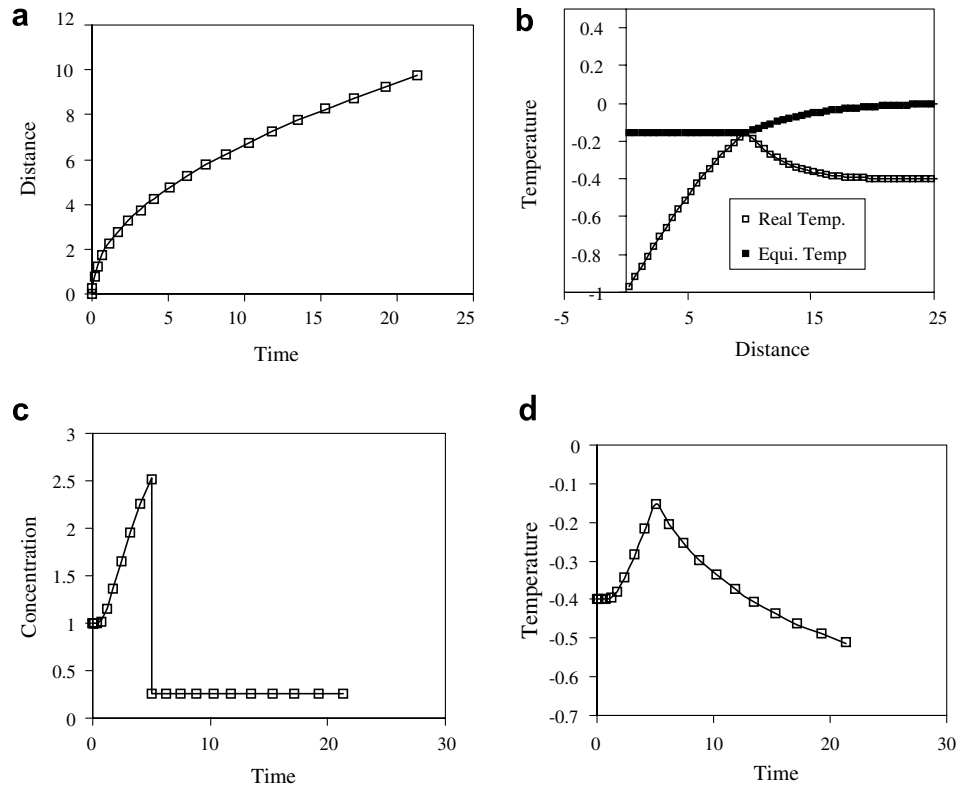 a
12
10
8
6
4
2
0
0 5 10 15 20 25
Distance
Time
b
0.4
0.2
0
-0.2
-0.4
-0.6
-0.8
-1
-5 5 15 25
Temperature
Distance
Real Temp.
Equi. Temp
c
3
2.5
2
1.5
1
0.5
0
0 10 20 30
Concentration
Time
d
0
-0.1
-0.2
-0.3
-0.4
-0.5
-0.6
-0.7
0 10 20 30
Temperature
Time